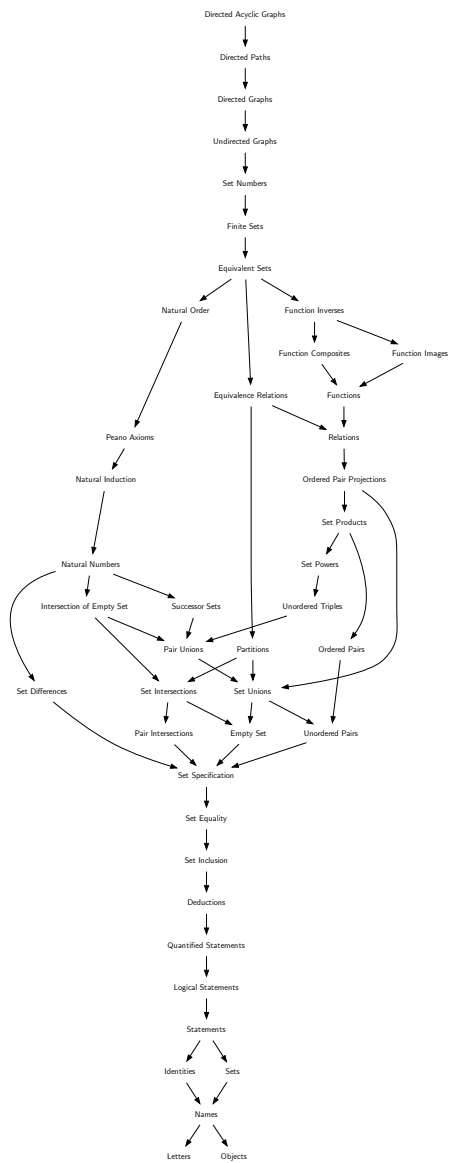 Directed Acyclic Graphs
Directed Paths
Directed Graphs
Undirected Graphs
Set Numbers
Finite Sets
Equivalent Sets
Natural Order
Function Inverses
Function Composites
Function Images
Equivalence Relations
Functions
Peano Axioms
Relations
Natural Induction
Ordered Pair Projections
Set Products
Natural Numbers
Set Powers
Intersection of Empty Set
Successor Sets
Unordered Triples
Pair Unions
Partitions
Ordered Pairs
Set Differences
Set Intersections
Set Unions
Pair Intersections
Empty Set
Unordered Pairs
Set Specification
Set Equality
Set Inclusion
Deductions
Quantified Statements
Logical Statements
Statements
Identities
Sets
Names
Letters
Objects